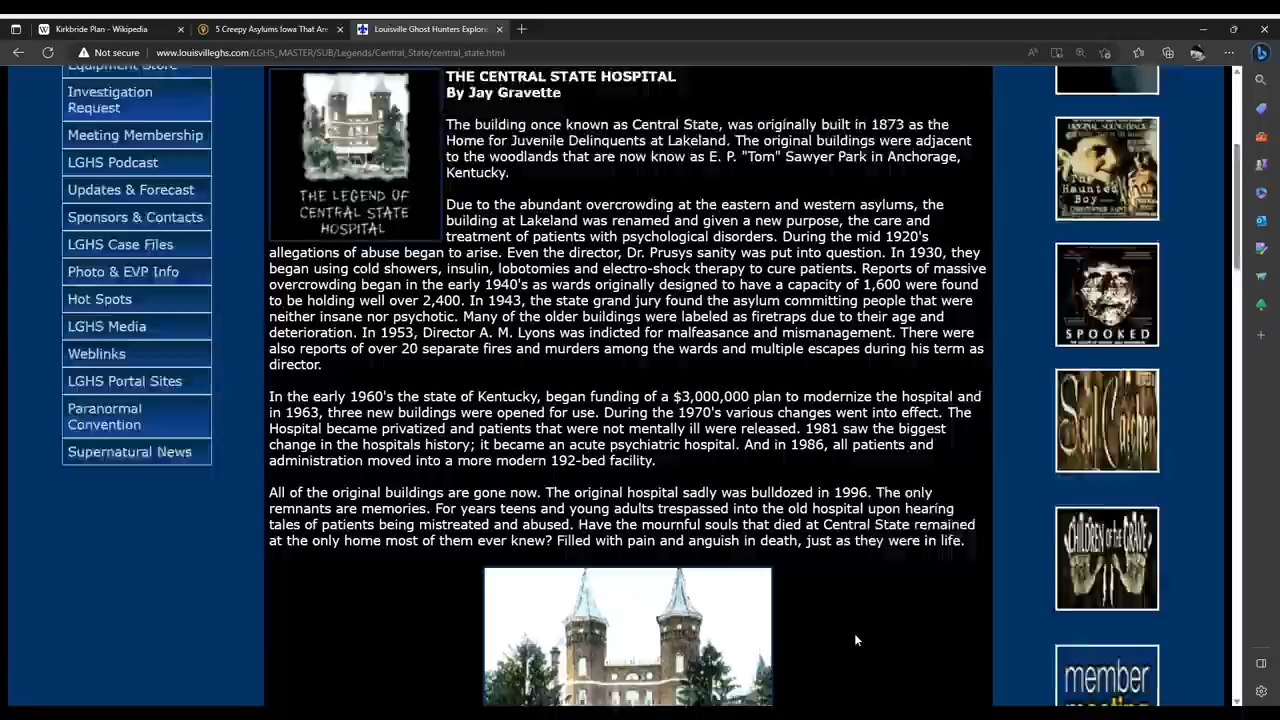 Kirkbride Plan - Wikipedia
5 Creepy Asylums Iowa That Are
Louisville Ghost Hunters Explore
Not secure
www.louisvilleghs.com/LGHS_MASTER/SUB/Legends/Central_State/central_state.html
Equipment Store
Investigation
Request
Meeting Membership
LGHS Podcast
Updates & Forecast
Sponsors & Contacts
LGHS Case Files
Photo & EVP Info
Hot Spots
LGHS Media
Weblinks
LGHS Portal Sites
Paranormal
Convention
Supernatural News
THE LEGEND OF
CENTRAL STATE
HOSPITAL
THE CENTRAL STATE HOSPITAL
By Jay Gravette
The building once known as Central State, was originally built in 1873 as the
Home for Juvenile Delinquents at Lakeland. The original buildings were adjacent
to the woodlands that are now know as E. P. "Tom" Sawyer Park in Anchorage,
Kentucky.
Due to the abundant overcrowding at the eastern and western asylums, the
building at Lakeland was renamed and given a new purpose, the care and
treatment of patients with psychological disorders. During the mid 1920's
allegations of abuse began to arise. Even the director, Dr. Prusys sanity was put into question. In 1930, they
began using cold showers, insulin, lobotomies and electro-shock therapy to cure patients. Reports of massive
overcrowding began in the early 1940's as wards originally designed to have a capacity of 1,600 were found
to be holding well over 2,400. In 1943, the state grand jury found the asylum committing people that were
neither insane nor psychotic. Many of the older buildings were labeled as firetraps due to their age and
deterioration. In 1953, Director A. M. Lyons was indicted for malfeasance and mismanagement. There were
also reports of over 20 separate fires and murders among the wards and multiple escapes during his term as
director.
In the early 1960's the state of Kentucky, began funding of a $3,000,000 plan to modernize the hospital and
in 1963, three new buildings were opened for use. During the 1970's various changes went into effect. The
Hospital became privatized and patients that were not mentally ill were released. 1981 saw the biggest
change in the hospitals history; it became an acute psychiatric hospital. And in 1986, all patients and
administration moved into a more modern 192-bed facility.
All of the original buildings are gone now. The original hospital sadly was bulldozed in 1996. The only
remnants are memories. For years teens and young adults trespassed into the old hospital upon hearing
tales of patients being mistreated and abused. Have the mournful souls that died at Central State remained
at the only home most of them ever knew? Filled with pain and anguish in death, just as they were in life.
ORIGINAL SOUNDTRACK
The
Haunted
Boy
SPOOKED
CHILDREN OF THE GRAVE
member
meeting